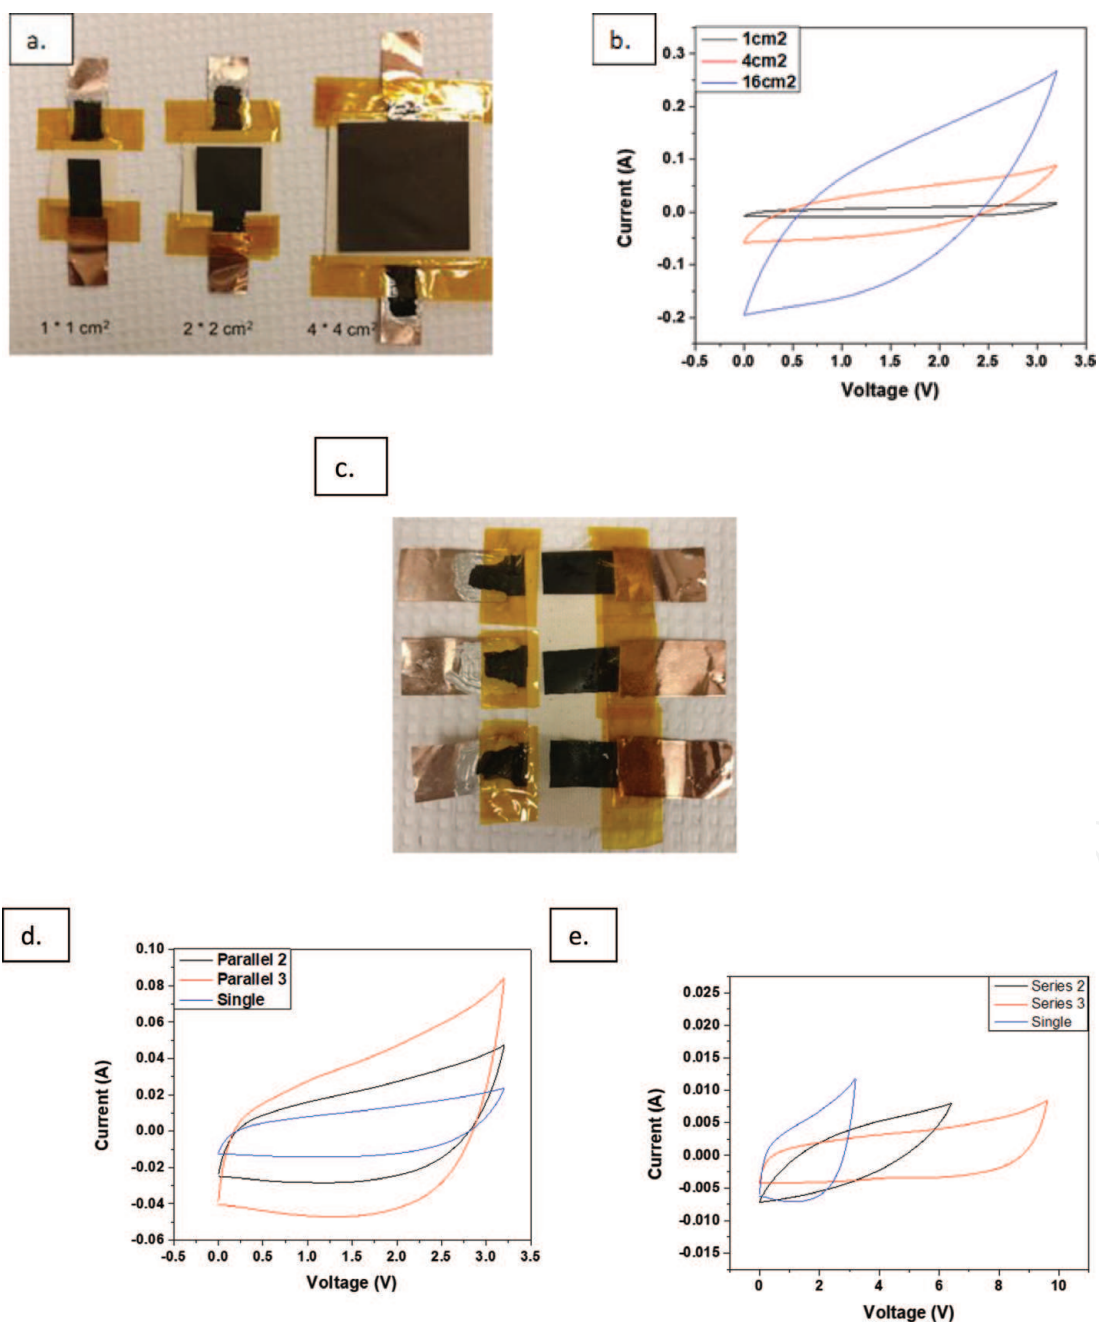 a.
1 * 1 cm²
2 * 2 cm²
4 * 4 cm²
b.
1cm2
4cm2
16cm2
0.3
0.2
0.1
0.0
-0.1
-0.2
Current (A)
-0.5 0.0 0.5 1.0 1.5 2.0 2.5 3.0 3.5
Voltage (V)
c.
d.
Parallel 2
Parallel 3
Single
0.10
0.08
0.06
0.04
0.02
0.00
-0.02
-0.04
-0.06
Current (A)
-0.5 0.0 0.5 1.0 1.5 2.0 2.5 3.0 3.5
Voltage (V)
e.
Series 2
Series 3
Single
0.025
0.020
0.015
0.010
0.005
0.000
-0.005
-0.010
-0.015
Current (A)
0 2 4 6 8 10
Voltage (V)